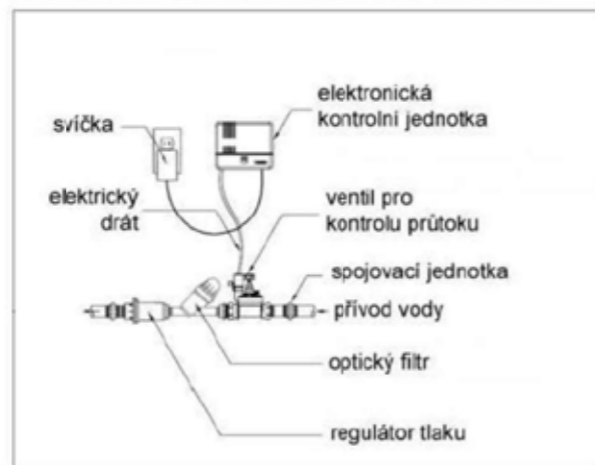 elektronická
kontrolní jednotka
svíčka
elektrický
drát
ventil pro
kontrolu průtoku
spojovací jednotka
přívod vody
optický filtr
regulátor tlaku